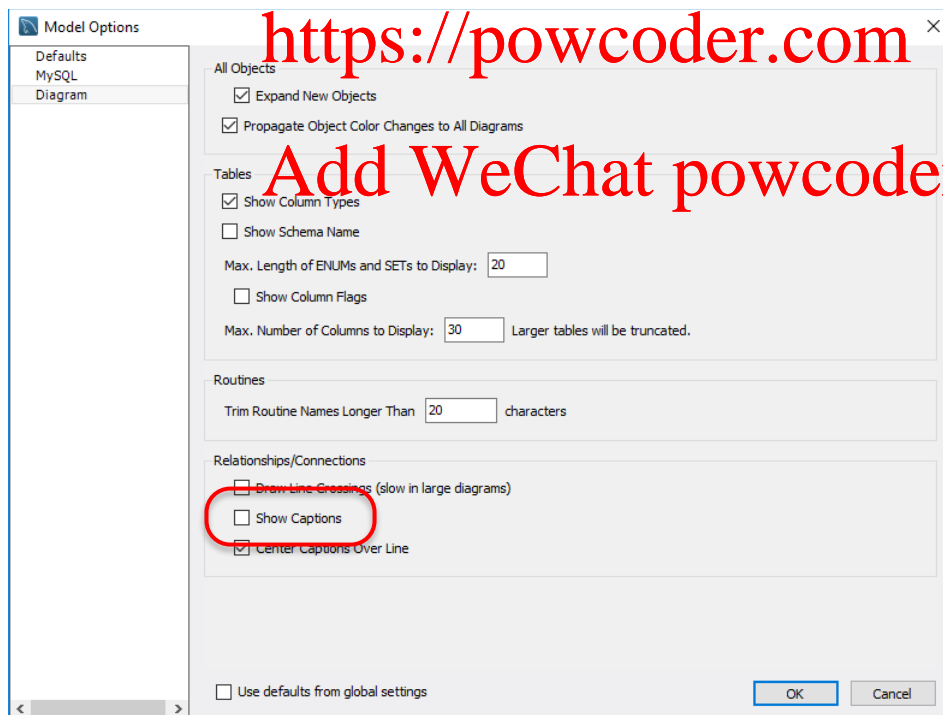 Model Options
https://powcoder.com
Defaults
MySQL
Diagram
All Objects
Expand New Objects
Propagate Object Color Changes to All Diagrams
Tables
Add WeChat powcoder
Show Column Types
Show Schema Name
Max. Length of ENUMs and SETs to Display: 20
Show Column Flags
Max. Number of Columns to Display: 30 Larger tables will be truncated.
Routines
Trim Routine Names Longer Than 20 characters
Relationships/Connections
Draw Line Crossings (slow in large diagrams)
Show Captions
Center Captions Over Line
Use defaults from global settings
OK Cancel